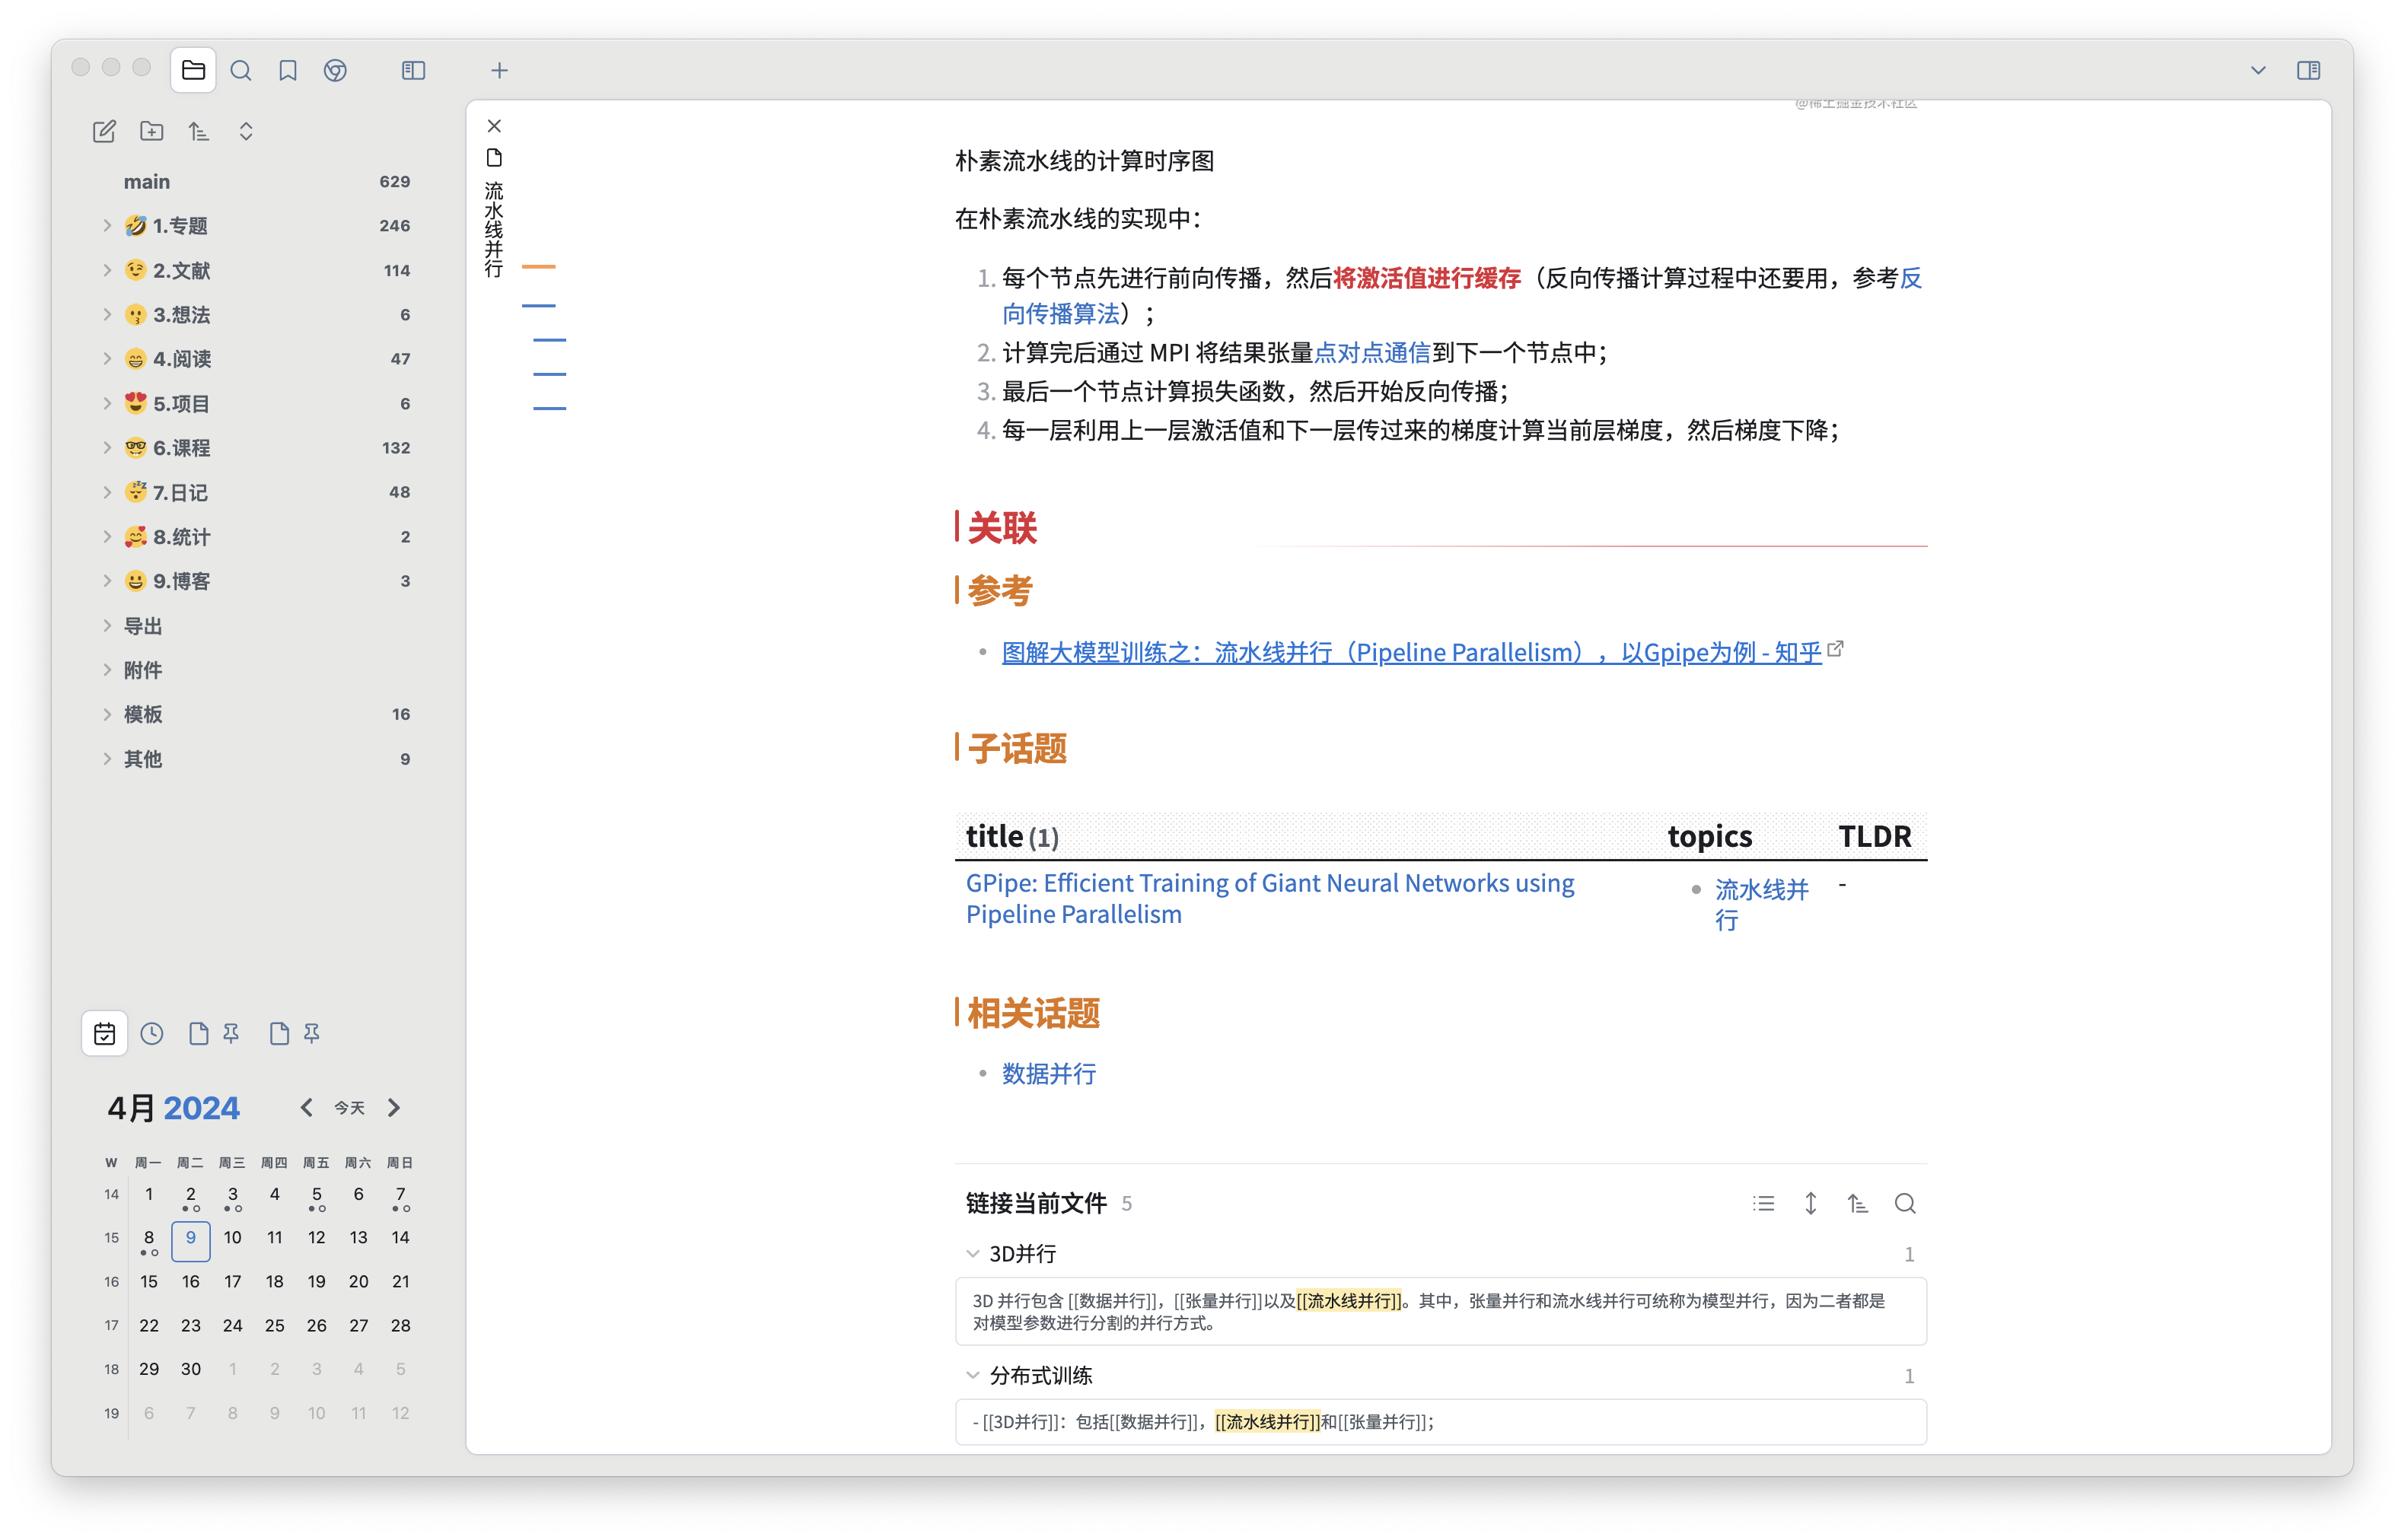 main 629
1.专题 246
2.文献 114
3.想法 6
4.阅读 47
5.项目 6
6.课程 132
7.日记 48
8.统计 2
9.博客 3
导出
附件
模板 16
其他 9
4月 2024 今天
W 周一 周二 周三 周四 周五 周六 周日
14 1 2 3 4 5 6 7
15 8 9 10 11 12 13 14
16 15 16 17 18 19 20 21
17 22 23 24 25 26 27 28
18 29 30 1 2 3 4 5
19 6 7 8 9 10 11 12
流水线并行
@稀土掘金技术社区
朴素流水线的计算时序图
在朴素流水线的实现中：
1. 每个节点先进行前向传播，然后将激活值进行缓存（反向传播计算过程中还要用，参考反
向传播算法）；
2. 计算完后通过 MPI 将结果张量点对点通信到下一个节点中；
3. 最后一个节点计算损失函数，然后开始反向传播；
4. 每一层利用上一层激活值和下一层传过来的梯度计算当前层梯度，然后梯度下降；
关联
参考
图解大模型训练之：流水线并行（Pipeline Parallelism），以Gpipe为例 - 知乎
子话题
title (1) topics TLDR
GPipe: Efficient Training of Giant Neural Networks using
Pipeline Parallelism
流水线并
行
-
相关话题
数据并行
链接当前文件 5
3D并行 1
3D 并行包含 [[数据并行]]，[[张量并行]]以及[[流水线并行]]。其中，张量并行和流水线并行可统称为模型并行，因为二者都是
对模型参数进行分割的并行方式。
分布式训练 1
- [[3D并行]]：包括[[数据并行]]，[[流水线并行]]和[[张量并行]]；